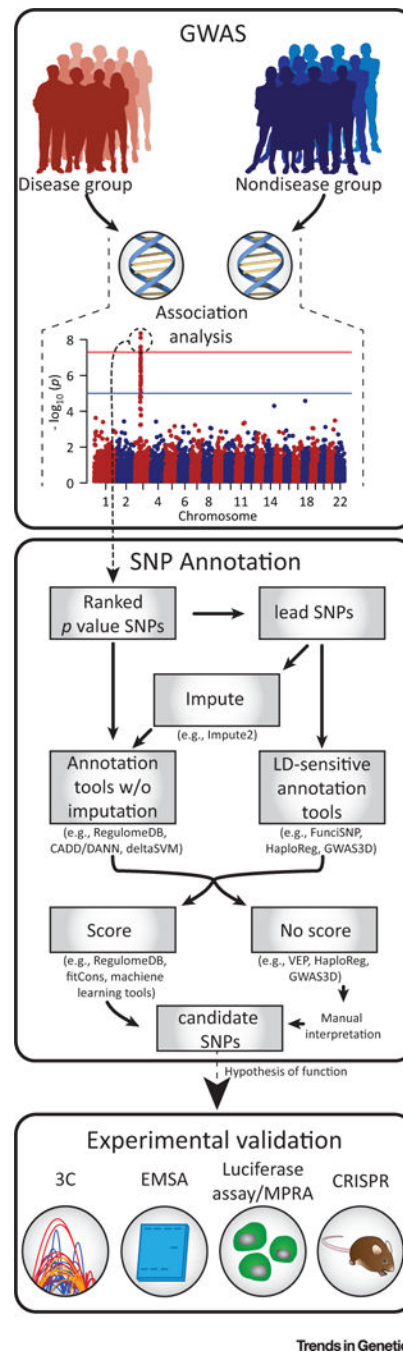 GWAS
Disease group
Nondisease group
Association
analysis
8
6
4
2
0
- log10 (p)
1 2 4 6 8 11 14 18 22
Chromosome
SNP Annotation
Ranked
p value SNPs
lead SNPs
Impute
(e.g., Impute2)
Annotation
tools w/o
imputation
(e.g., RegulomeDB,
CADD/DANN, deltaSVM)
LD-sensitive
annotation
tools
(e.g., FunciSNP,
HaploReg, GWAS3D)
Score
(e.g., RegulomeDB,
fitCons, machiene
learning tools)
No score
(e.g., VEP, HaploReg,
GWAS3D)
Manual
interpretation
candidate
SNPs
Hypothesis of function
Experimental validation
3C
EMSA
Luciferase
assay/MPRA
CRISPR
Trends in Genetic